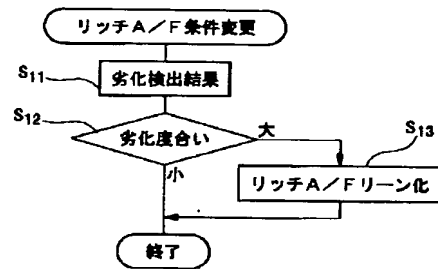 リッチA/F条件変更
S11
劣化検出結果
S12
劣化度合い
大
小
S13
リッチA/Fリーン化
終了